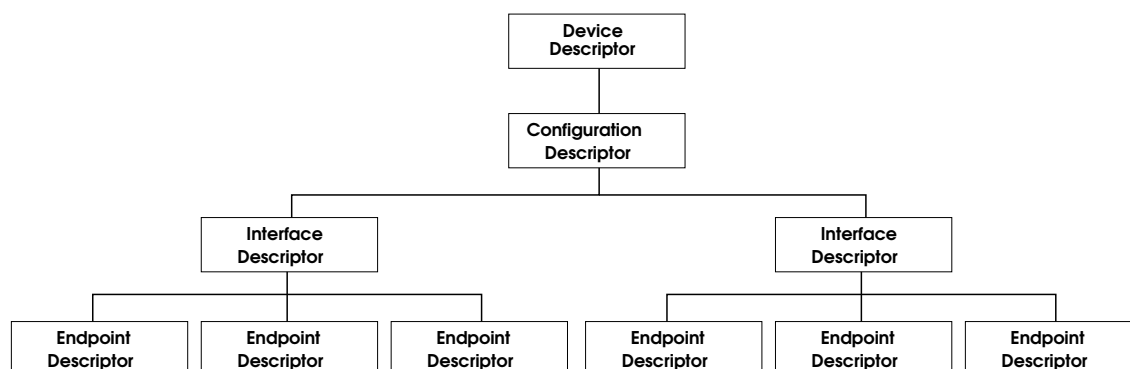 Device
Descriptor
Configuration
Descriptor
Interface
Descriptor
Interface
Descriptor
Endpoint
Descriptor
Endpoint
Descriptor
Endpoint
Descriptor
Endpoint
Descriptor
Endpoint
Descriptor
Endpoint
Descriptor